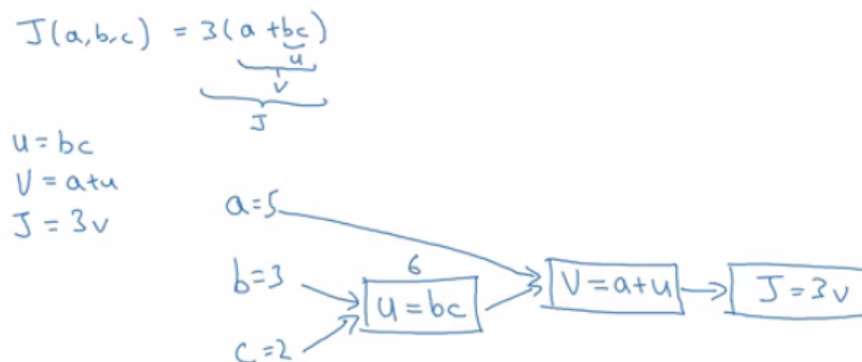 J(a,b,c) = 3(a+bc)
u
V
J
u = bc
V = a+u
J = 3v
a=5
b=3
6
u = bc
V = a+u
J = 3v
c=2